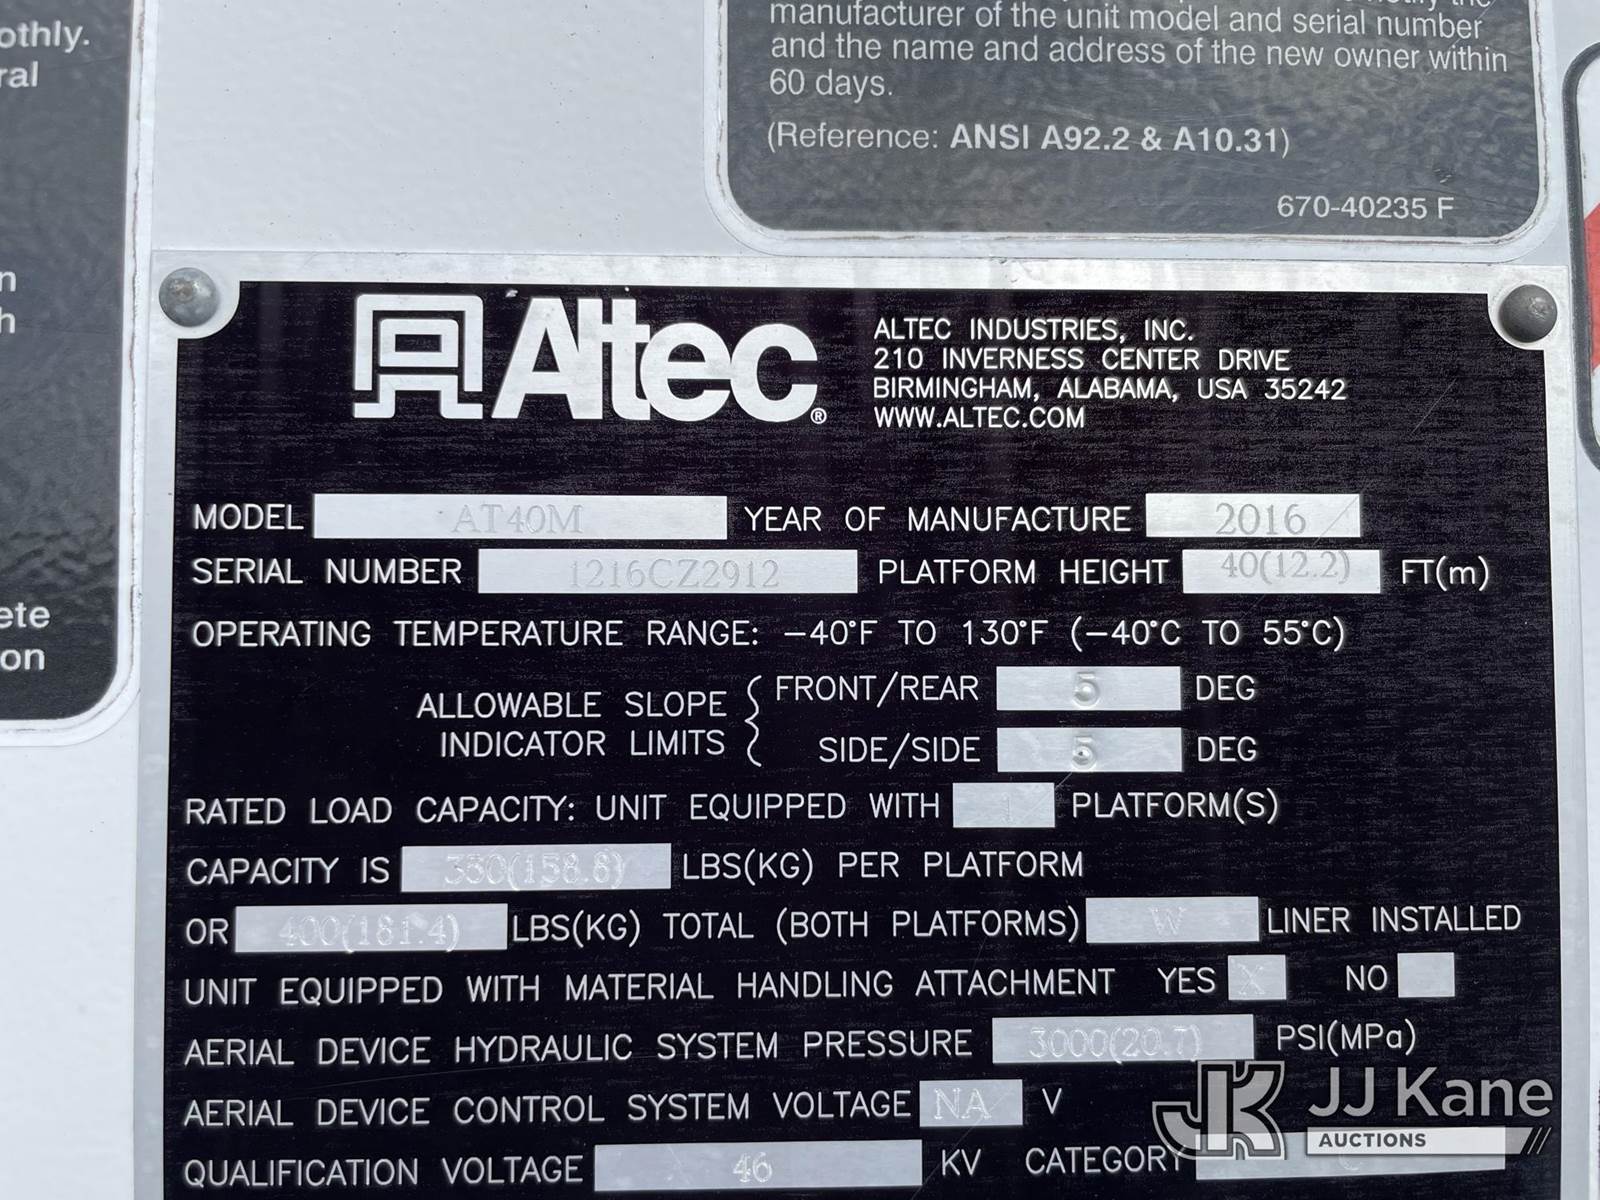 othly.
ral
n
h
ete
on
manufacturer of the unit model and serial number
and the name and address of the new owner within
60 days.
(Reference: ANSI A92.2 & A10.31)
670-40235 F
Altec®
ALTEC INDUSTRIES, INC.
210 INVERNESS CENTER DRIVE
BIRMINGHAM, ALABAMA, USA 35242
WWW.ALTEC.COM
MODEL AT40M YEAR OF MANUFACTURE 2016
SERIAL NUMBER 1216CZ2912 PLATFORM HEIGHT 40(12.2) FT(m)
OPERATING TEMPERATURE RANGE: -40°F TO 130°F (-40°C TO 55°C)
ALLOWABLE SLOPE INDICATOR LIMITS { FRONT/REAR 5 DEG
SIDE/SIDE 5 DEG
RATED LOAD CAPACITY: UNIT EQUIPPED WITH 1 PLATFORM(S)
CAPACITY IS 350(158.8) LBS(KG) PER PLATFORM
OR 400(181.4) LBS(KG) TOTAL (BOTH PLATFORMS) W LINER INSTALLED
UNIT EQUIPPED WITH MATERIAL HANDLING ATTACHMENT YES X NO
AERIAL DEVICE HYDRAULIC SYSTEM PRESSURE 3000(20.7) PSI(MPa)
AERIAL DEVICE CONTROL SYSTEM VOLTAGE NA V
QUALIFICATION VOLTAGE 46 KV CATEGORY C
JK JJ Kane
AUCTIONS